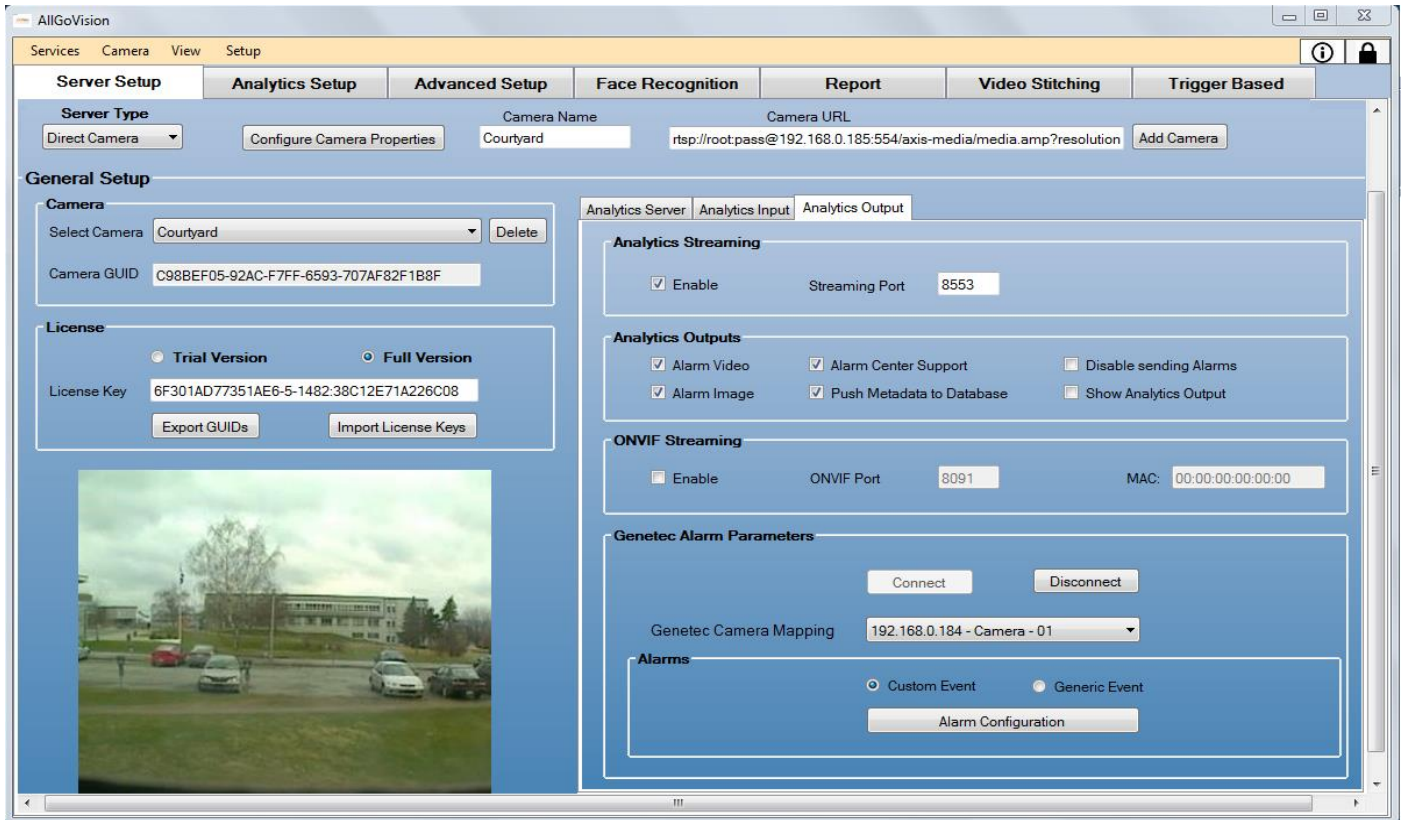 AllGoVision
Services Camera View Setup
Server Setup Analytics Setup Advanced Setup Face Recognition Report Video Stitching Trigger Based
Server Type Camera Name Camera URL
Direct Camera Configure Camera Properties Courtyard rtsp://root:pass@192.168.0.185:554/axis-media/media.amp?resolution Add Camera
General Setup
Camera
Select Camera Courtyard Delete
Camera GUID C98BEF05-92AC-F7FF-6593-707AF82F1B8F
License
Trial Version Full Version
License Key 6F301AD77351AE6-5-1482:38C12E71A226C08
Export GUIDs Import License Keys
Analytics Server Analytics Input Analytics Output
Analytics Streaming
Enable Streaming Port 8553
Analytics Outputs
Alarm Video Alarm Center Support Disable sending Alarms
Alarm Image Push Metadata to Database Show Analytics Output
ONVIF Streaming
Enable ONVIF Port 8091 MAC: 00:00:00:00:00:00
Genetec Alarm Parameters
Connect Disconnect
Genetec Camera Mapping 192.168.0.184 - Camera - 01
Alarms
Custom Event Generic Event
Alarm Configuration